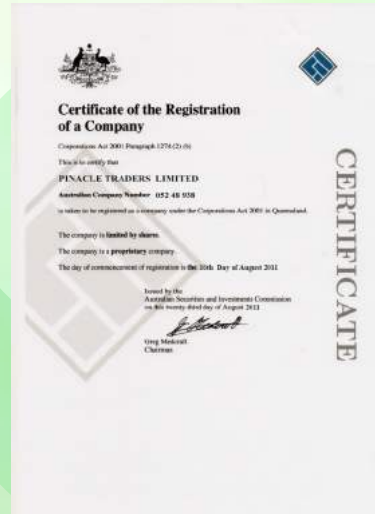 Certificate of the Registration
of a Company
Corporations Act 2001 Paragraph 1274 (2) (b)
This is to certify that
PINACLE TRADERS LIMITED
Australian Company Number 052 48 938
is taken to be registered as a company under the Corporations Act 2001 in Queensland.
The company is limited by shares.
The company is a proprietary company.
The day of commencement of registration is the 10th Day of August 2011
Issued by the
Australian Securities and Investments Commission
on this twenty-third day of August 2011
Greg Medcraft
Chairman
CERTIFICATE